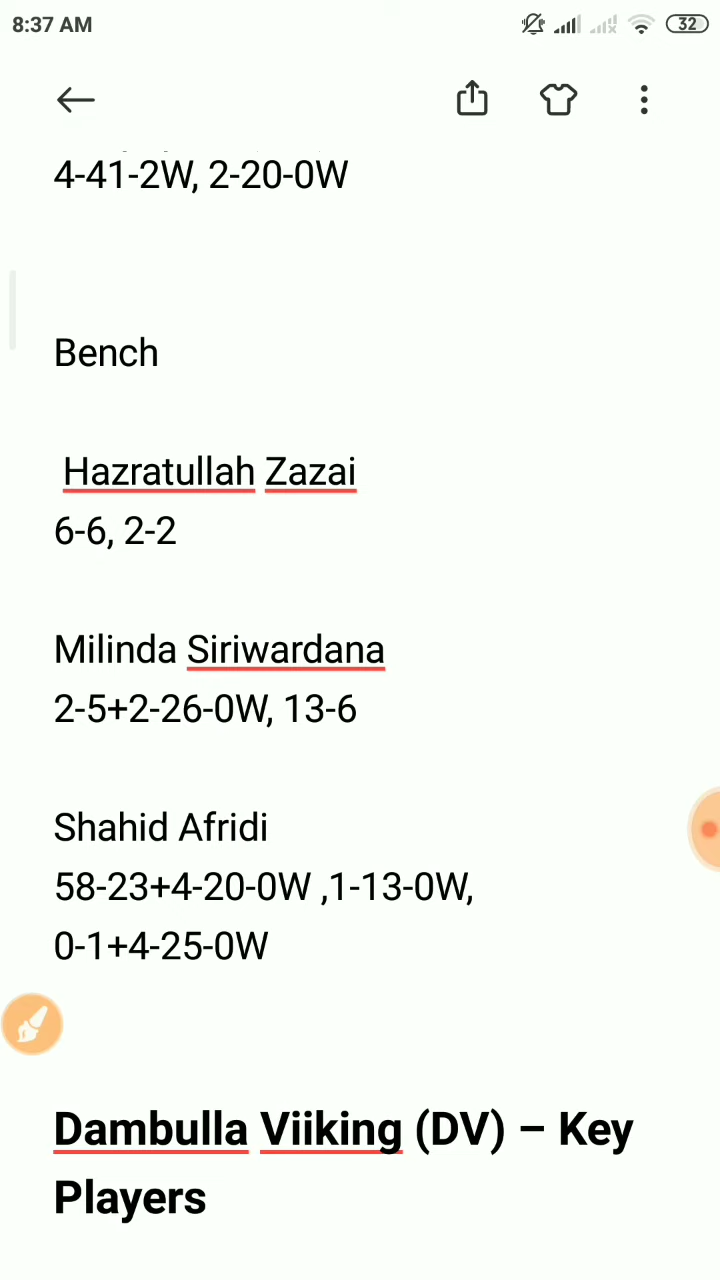 8:37 AM
32
4-41-2W, 2-20-0W
Bench
Hazratullah Zazai
6-6, 2-2
Milinda Siriwardana
2-5+2-26-0W, 13-6
Shahid Afridi
58-23+4-20-0W ,1-13-0W,
0-1+4-25-0W
Dambulla Viiking (DV) – Key
Players